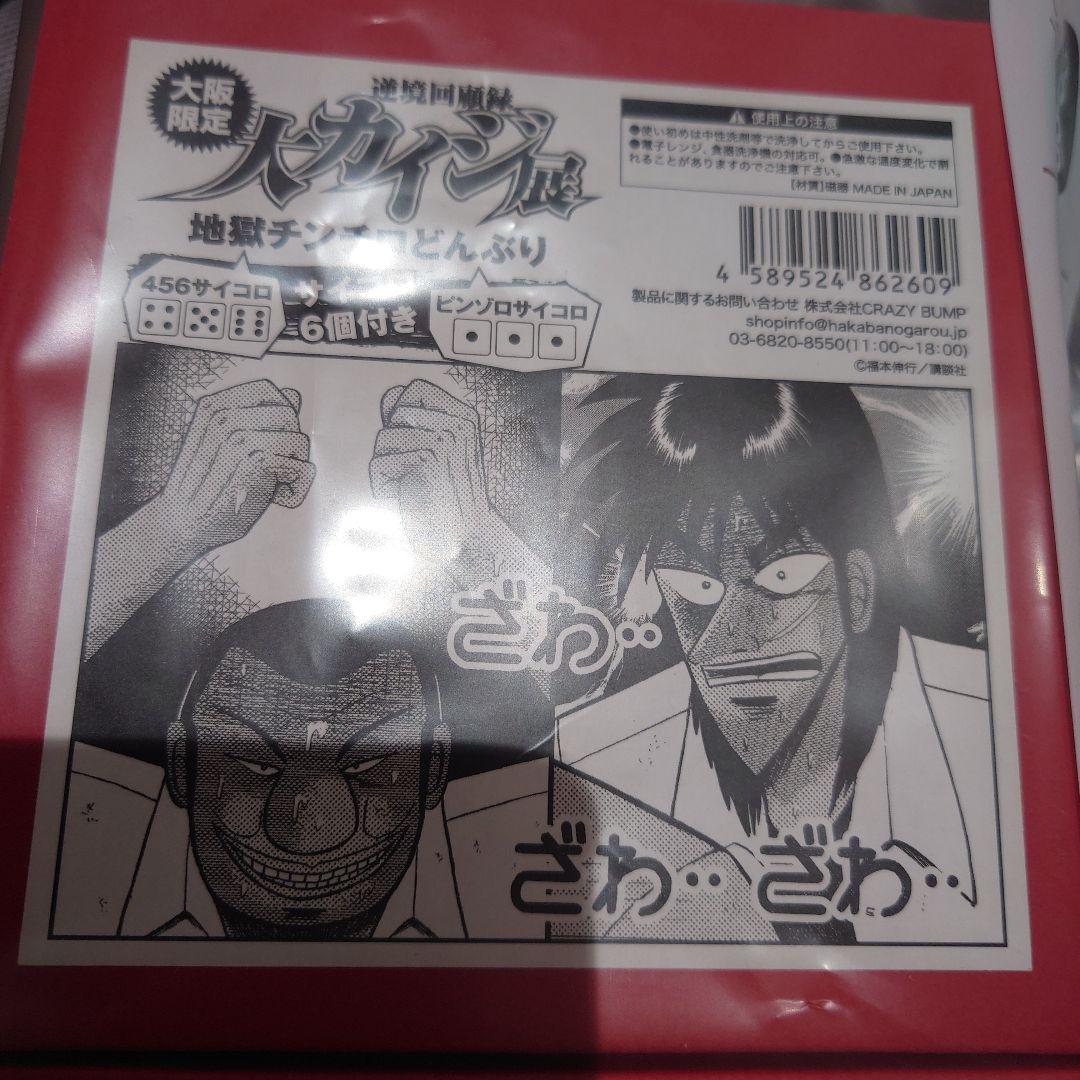 大阪
限定
逆境回顧録
大カイジ展
地獄チンチロどんぶり
456サイコロ
サイコロ
6個付き
ピンゾロサイコロ
⚠ 使用上の注意
●使い初めは中性洗剤等で洗浄してからご使用下さい。
●電子レンジ、食器洗浄機の対応可。●急激な温度変化で割
れることがありますのでご注意下さい。
【材質】磁器 MADE IN JAPAN
4 589524 862609
製品に関するお問い合わせ 株式会社CRAZY BUMP
shopinfo@hakabanogarou.jp
03-6820-8550(11:00〜18:00)
©福本伸行/講談社
ざわ‥
ざわ‥ ざわ‥